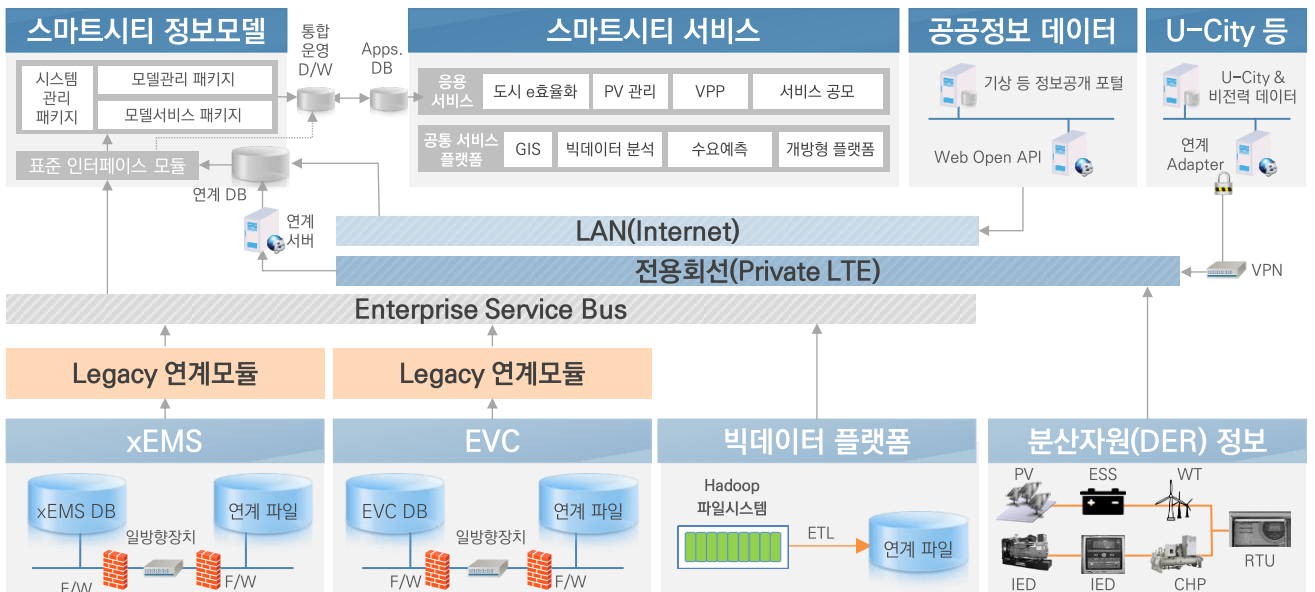 스마트시티 정보모델
시스템
관리
패키지
모델관리 패키지
모델서비스 패키지
표준 인터페이스 모듈
통합
운영
D/W
Apps.
DB
연계 DB
연계
서버
스마트시티 서비스
응용
서비스
도시 e효율화
PV 관리
VPP
서비스 공모
공통 서비스
플랫폼
GIS
빅데이터 분석
수요예측
개방형 플랫폼
공공정보 데이터
기상 등 정보공개 포털
Web Open API
U-City 등
U-City &
비전력 데이터
연계
Adapter
VPN
LAN(Internet)
전용회선(Private LTE)
Enterprise Service Bus
Legacy 연계모듈
Legacy 연계모듈
xEMS
xEMS DB
연계 파일
일방향장치
F/W
F/W
EVC
EVC DB
연계 파일
일방향장치
F/W
F/W
빅데이터 플랫폼
Hadoop
파일시스템
ETL
연계 파일
분산자원(DER) 정보
PV
ESS
WT
IED
IED
CHP
RTU